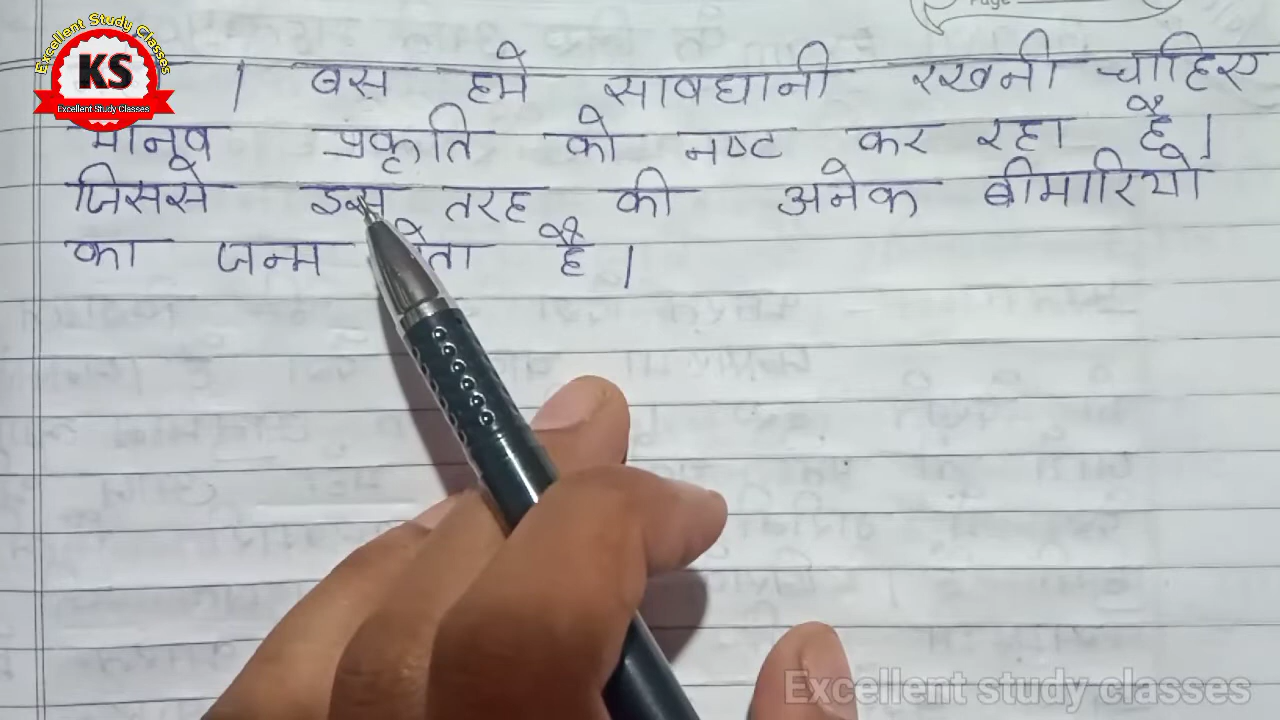 Excellent Study Classes
KS
Excellent Study Classes
Page
। बस हमे सावधानी रखनी चाहिए
मानव प्रकृति को नष्ट कर रहा है।
जिससे इस तरह की अनेक बीमारियो
का जन्म है।
Excellent study classes